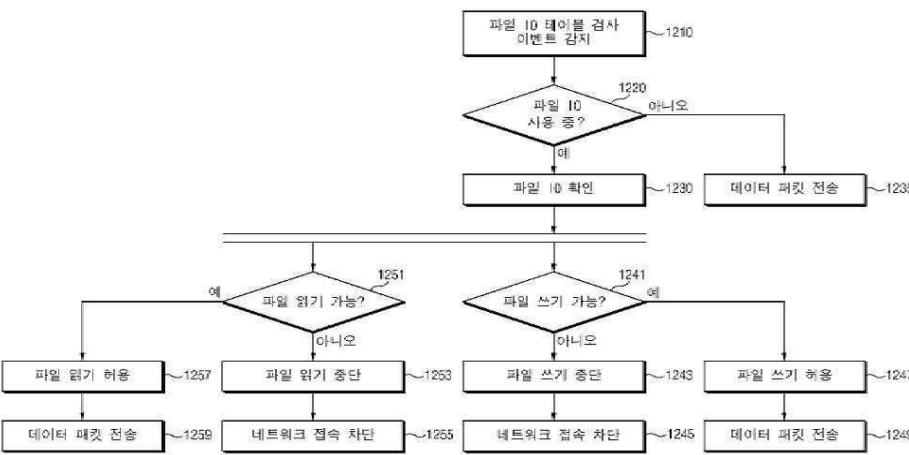 파일 IO 테이블 검사
이벤트 감지
1210
1220
파일 IO
사용 중?
아니오
예
파일 IO 확인
1230
데이터 패킷 전송
1235
1251
1241
예
파일 읽기 가능?
파일 쓰기 가능?
예
아니오
아니오
파일 읽기 허용
1257
파일 읽기 중단
1253
파일 쓰기 중단
1243
파일 쓰기 허용
1247
데이터 패킷 전송
1259
네트워크 접속 차단
1255
네트워크 접속 차단
1245
데이터 패킷 전송
1249